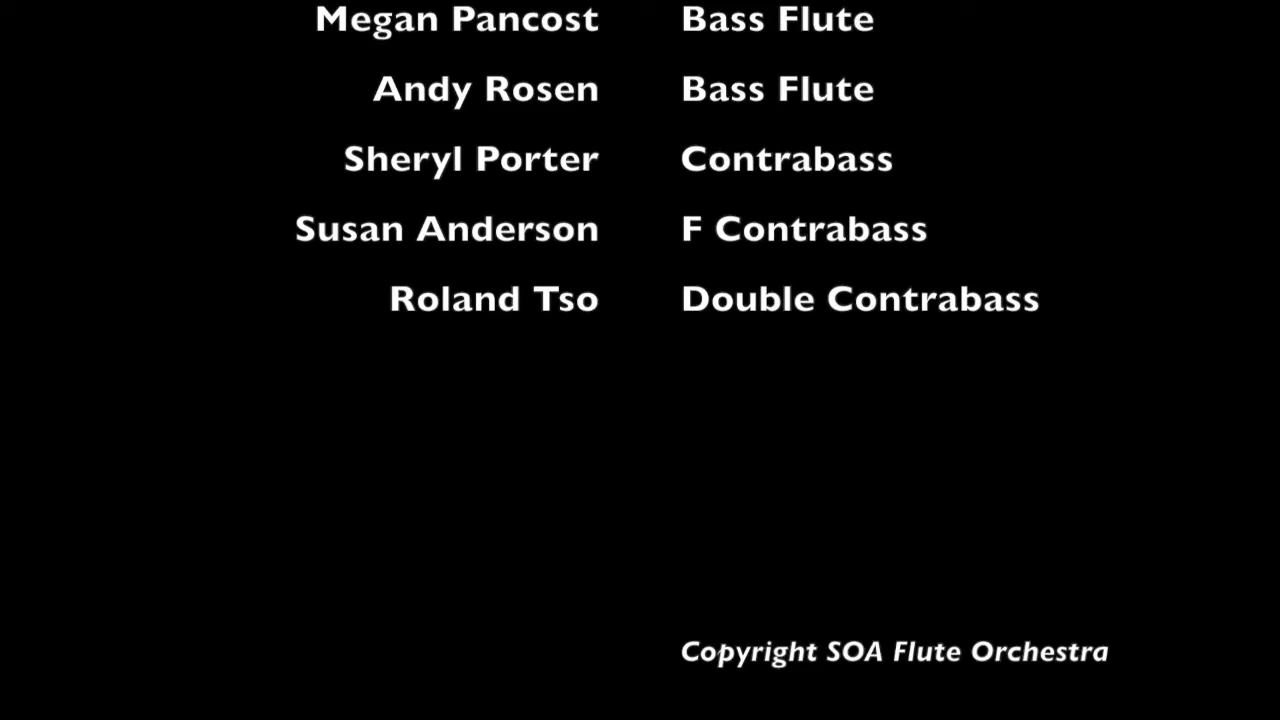 Megan Pancost Bass Flute
Andy Rosen Bass Flute
Sheryl Porter Contrabass
Susan Anderson F Contrabass
Roland Tso Double Contrabass
Copyright SOA Flute Orchestra